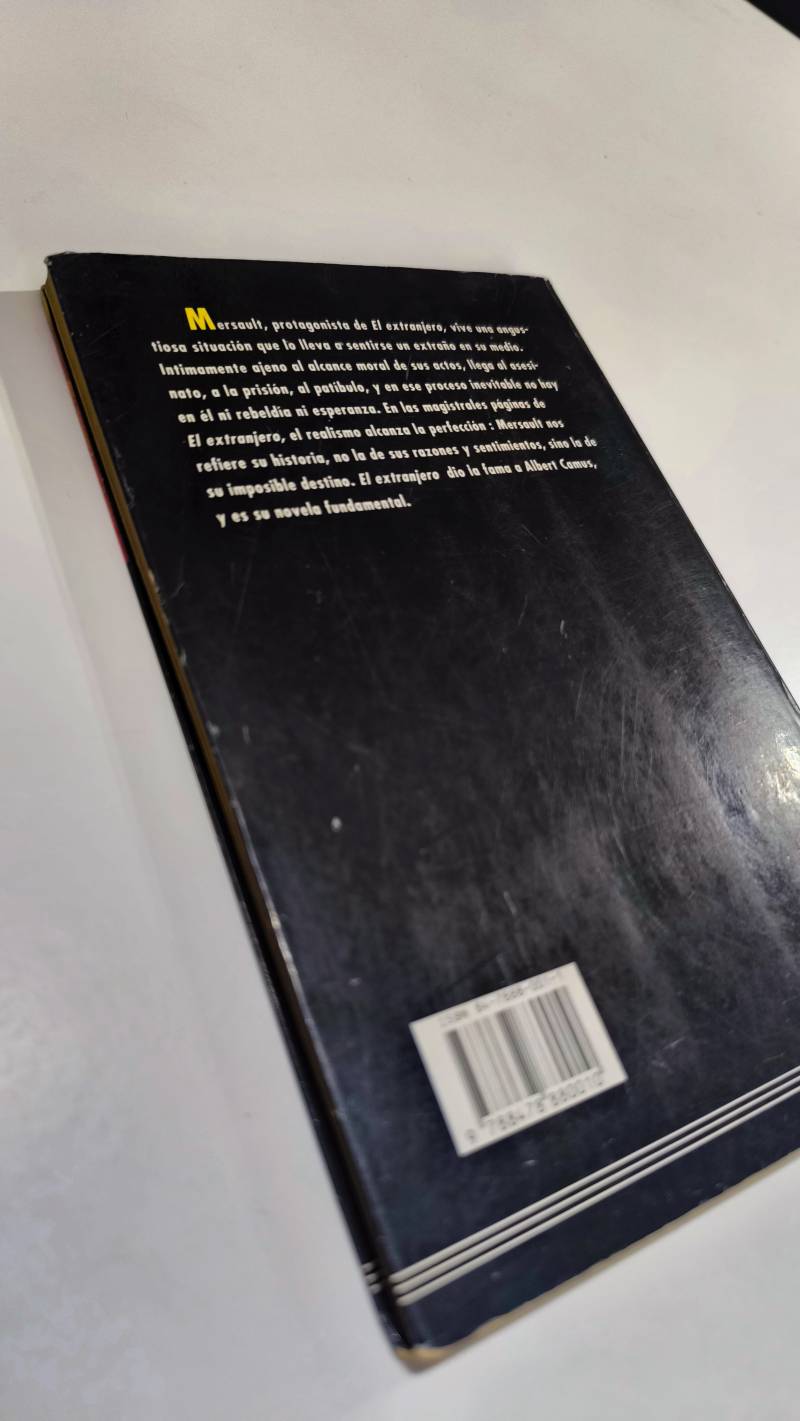 Mersault, protagonista de El extranjero, vive una angus-
tiosa situación que lo lleva a sentirse un extraño en su medio.
Intimamente ajeno al alcance moral de sus actos, llega al asesi-
nato, a la prisión, al patíbulo, y en ese proceso inevitable no hay
en él ni rebeldía ni esperanza. En las magistrales páginas de
El extranjero, el realismo alcanza la perfección : Mersault nos
refiere su historia, no la de sus razones y sentimientos, sino la de
su imposible destino. El extranjero dio la fama a Albert Camus,
y es su novela fundamental.
ISBN
9 788478 860010